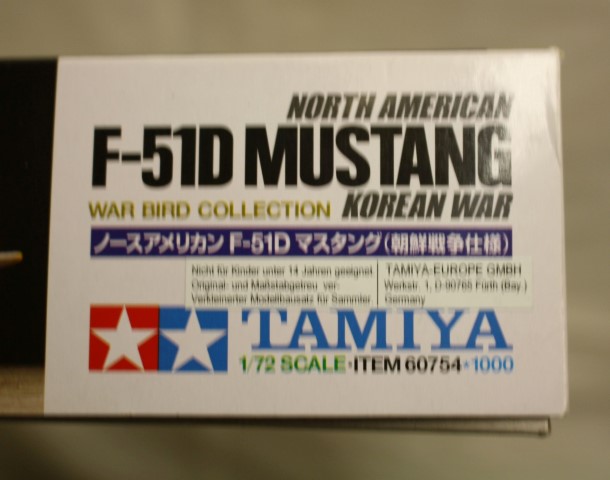 NORTH AMERICAN
F-51D MUSTANG
WAR BIRD COLLECTION KOREAN WAR
ノースアメリカン F-51D マスタング(朝鮮戦争仕様)
Nicht für Kinder unter 14 Jahren geeignet
Original- und Maßstabgetreu ver-
kleinerter Modellbausatz für Sammler
TAMIYA-EUROPE GMBH
Werkstr. 1, D-90765 Fürth (Bay.)
Germany
TAMIYA
1/72 SCALE•ITEM 60754•1000